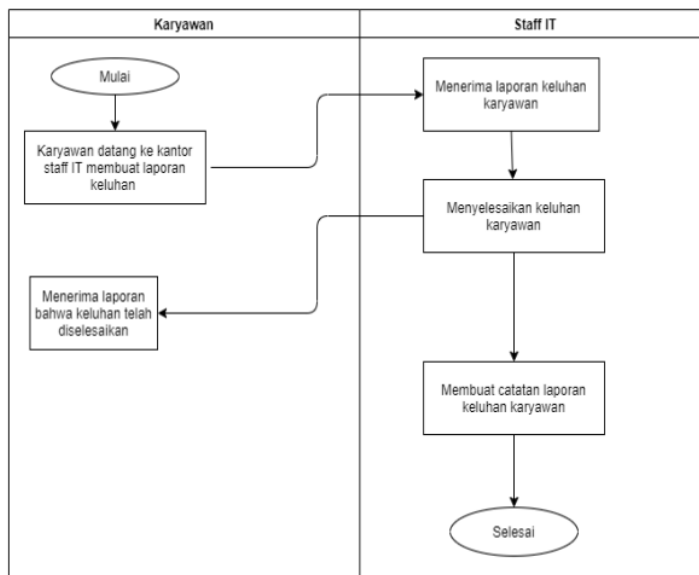 Karyawan
Staff IT
Mulai
Karyawan datang ke kantor
staff IT membuat laporan
keluhan
Menerima laporan keluhan
karyawan
Menyelesaikan keluhan
karyawan
Menerima laporan
bahwa keluhan telah
diselesaikan
Membuat catatan laporan
keluhan karyawan
Selesai